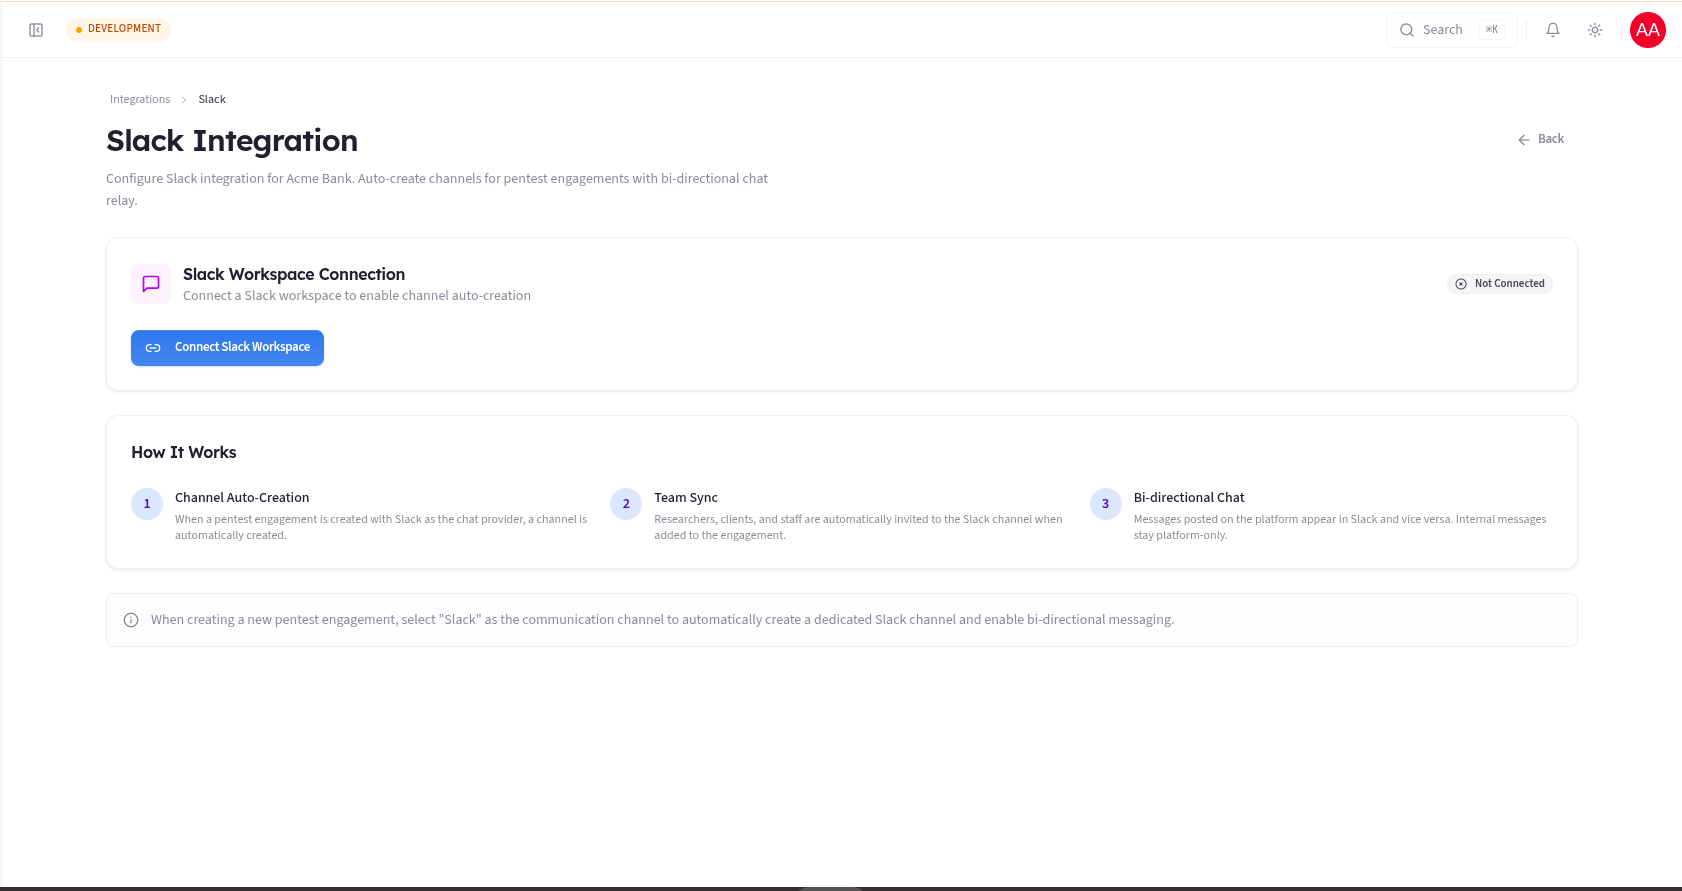 DEVELOPMENT
Search
⌘K
AA
Integrations
Slack
Slack Integration
Back
Configure Slack integration for Acme Bank. Auto-create channels for pentest engagements with bi-directional chat
relay.
Slack Workspace Connection
Connect a Slack workspace to enable channel auto-creation
Not Connected
Connect Slack Workspace
How It Works
1
Channel Auto-Creation
When a pentest engagement is created with Slack as the chat provider, a channel is
automatically created.
2
Team Sync
Researchers, clients, and staff are automatically invited to the Slack channel when
added to the engagement.
3
Bi-directional Chat
Messages posted on the platform appear in Slack and vice versa. Internal messages
stay platform-only.
When creating a new pentest engagement, select "Slack" as the communication channel to automatically create a dedicated Slack channel and enable bi-directional messaging.